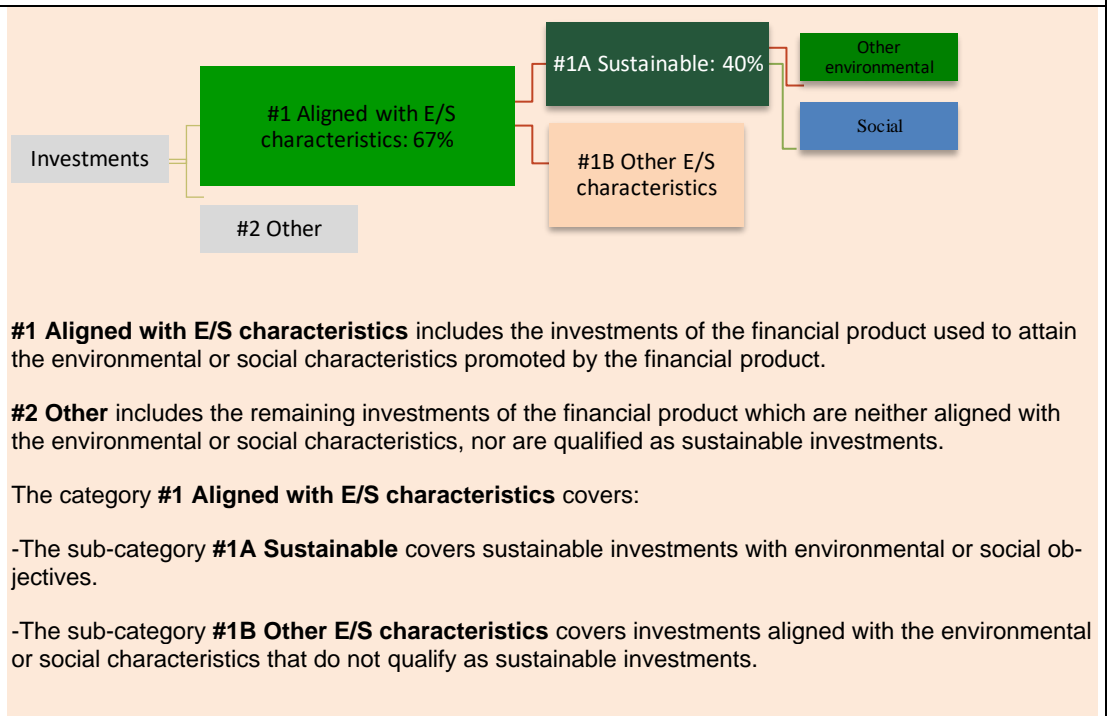 Investments
#1 Aligned with E/S
characteristics: 67%
#2 Other
#1A Sustainable: 40%
#1B Other E/S
characteristics
Other
environmental
Social
#1 Aligned with E/S characteristics includes the investments of the financial product used to attain
the environmental or social characteristics promoted by the financial product.
#2 Other includes the remaining investments of the financial product which are neither aligned with
the environmental or social characteristics, nor are qualified as sustainable investments.
The category #1 Aligned with E/S characteristics covers:
-The sub-category #1A Sustainable covers sustainable investments with environmental or social ob-
jectives.
-The sub-category #1B Other E/S characteristics covers investments aligned with the environmental
or social characteristics that do not qualify as sustainable investments.